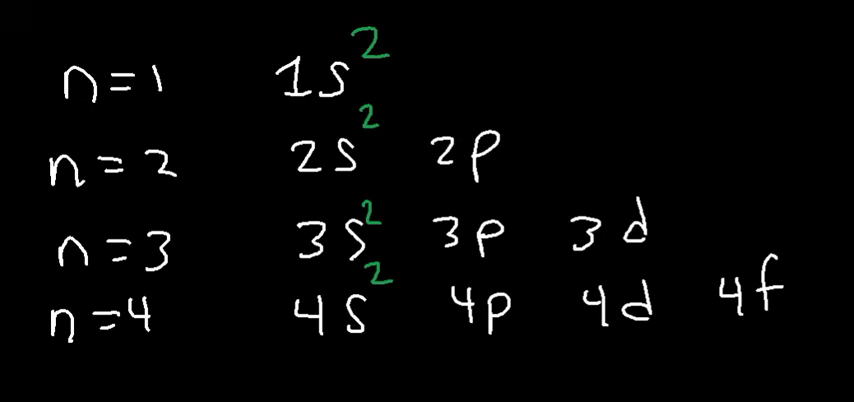 n=1 1s²
n=2 2s² 2p
n=3 3s² 3p 3d
n=4 4s² 4p 4d 4f